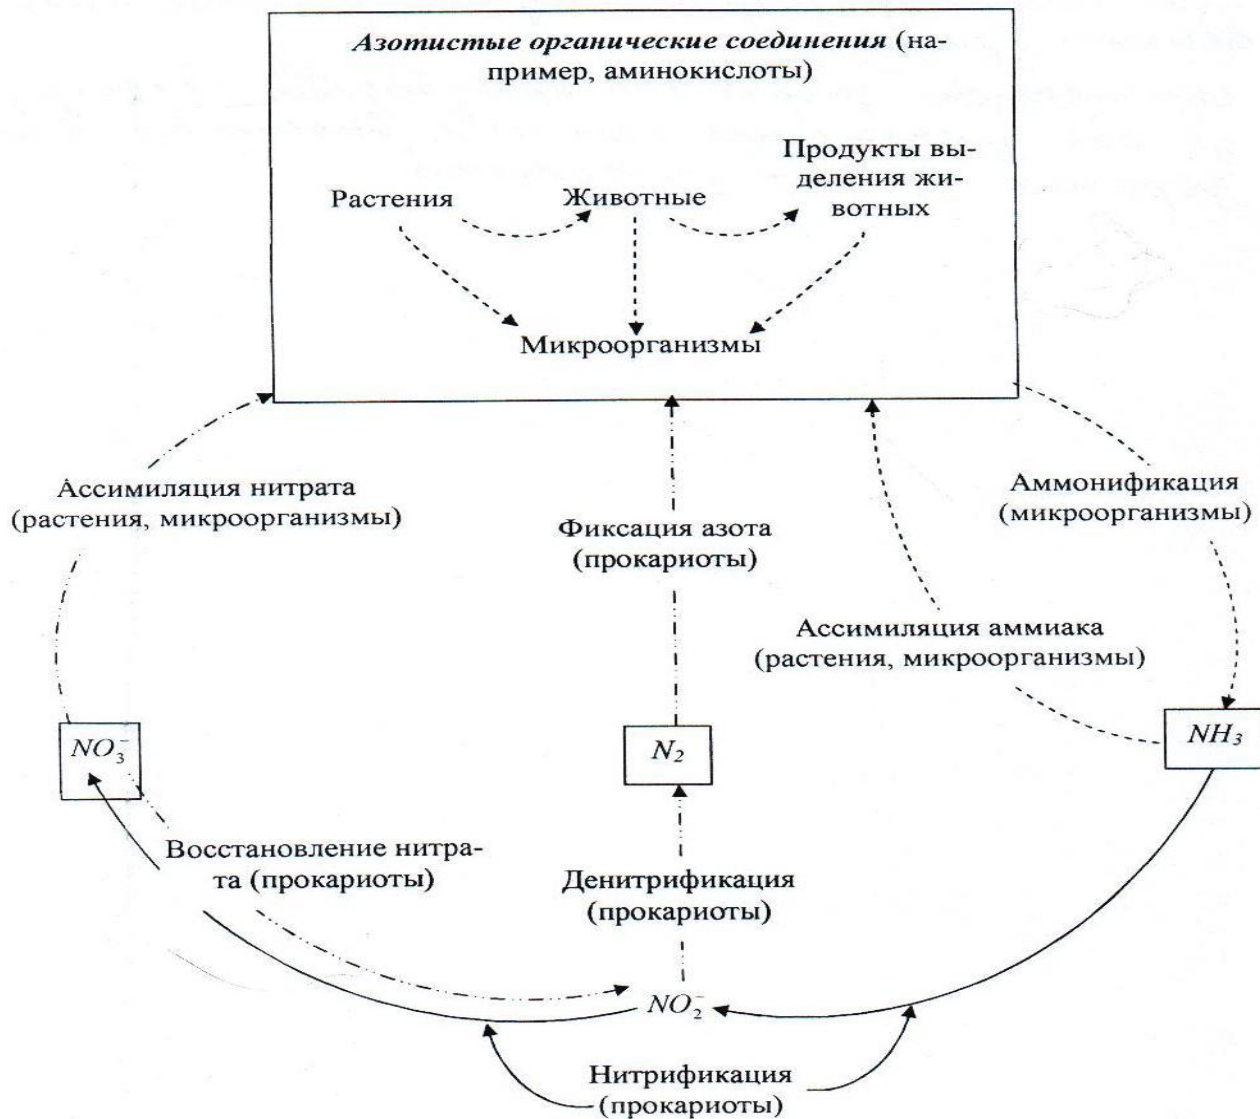 Азотистые органические соединения (на-
пример, аминокислоты)
Продукты вы-
деления жи-
вотных
Растения
Животные
Микроорганизмы
Ассимиляция нитрата
(растения, микроорганизмы)
Аммонификация
(микроорганизмы)
Фиксация азота
(прокариоты)
Ассимиляция аммиака
(растения, микроорганизмы)
NO₃⁻
N₂
NH₃
Восстановление нитра-
та (прокариоты)
Денитрификация
(прокариоты)
NO₂⁻
Нитрификация
(прокариоты)